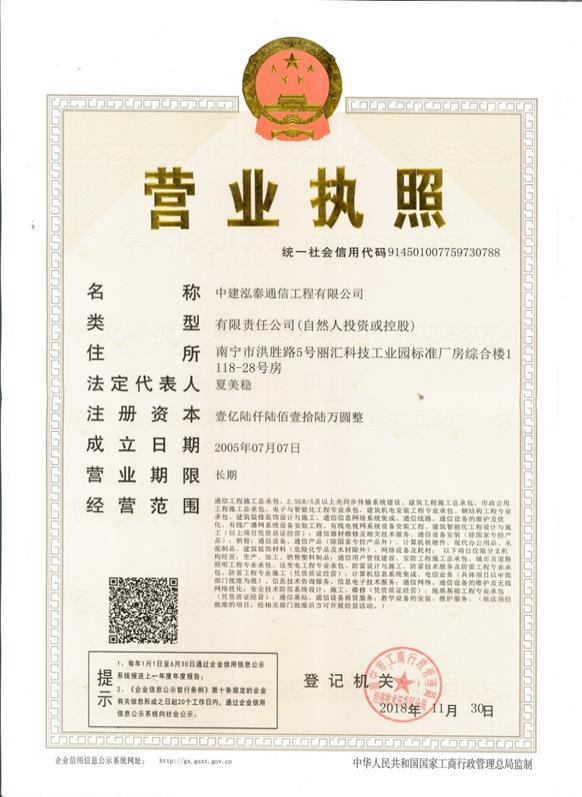 营业执照
统一社会信用代码914501007759730788
名称 中建泓泰通信工程有限公司
类型 有限责任公司(自然人投资或控股)
住所 南宁市洪胜路5号丽汇科技工业园标准厂房综合楼1
118-28号房
法定代表人 夏美稳
注册资本 壹亿陆仟陆佰壹拾陆万圆整
成立日期 2005年07月07日
营业期限 长期
经营范围 通信工程施工总承包、2.5GB/S及以上光同步传输系统建设、建筑工程施工总承包、市政公用
工程施工总承包、电子与智能化工程专业承包、建筑机电安装工程专业承包、钢结构工程专业
承包、建筑装修装饰设计与施工、通信信息网络系统集成、通信线路、通信设备的维护及优
化、有线广播网系统设备安装工程、有线电视网系统设备安装工程、建筑智能化工程设计与施
工(以上项目凭资质证经营);通信器材维修及相关技术服务、通信设备安装(除国家专控产
品);销售:通信设备、通信产品(除国家专控产品外)、计算机软硬件、现代办公用品、水
泥制品、建筑装饰材料(危险化学品及木材除外)、网络设备及耗材; 以下项目仅限分支机
构经营:生产、加工、销售塑料制品;通信用户管线建设、安防工程施工总承包、城市及道路
照明工程专业承包、送变电工程专业承包、防雷设计与施工、防雷技术服务及防雷工程专业承
包、防雷工程专业施工(凭资质证经营);计算机信息系统集成、电信业务(具体项目以审批
部门批准为准)、信息技术咨询服务、信息电子技术服务;通信网络、通信设备的维护及无线
网络优化;安全技术防范系统设计、施工、维修(凭资质证经营);地基基础工程专业承包
(凭资质证经营);通信基站、通信设备租赁服务;教学设备的安装、维护服务。(依法须经
批准的项目,经相关部门批准后方可开展经营活动。)
提示
1、每年1月1日至6月30日通过企业信用信息公示
系统报送上一年度年度报告;
2、《企业信息公示暂行条例》第十条规定的企业
有关信息形成之日起20个工作日内,通过企业信用
信息公示系统向社会公示。
登记机关
2018年11月30日
企业信用信息公示系统网址: http://gx.gsxt.gov.cn
中华人民共和国国家工商行政管理总局监制